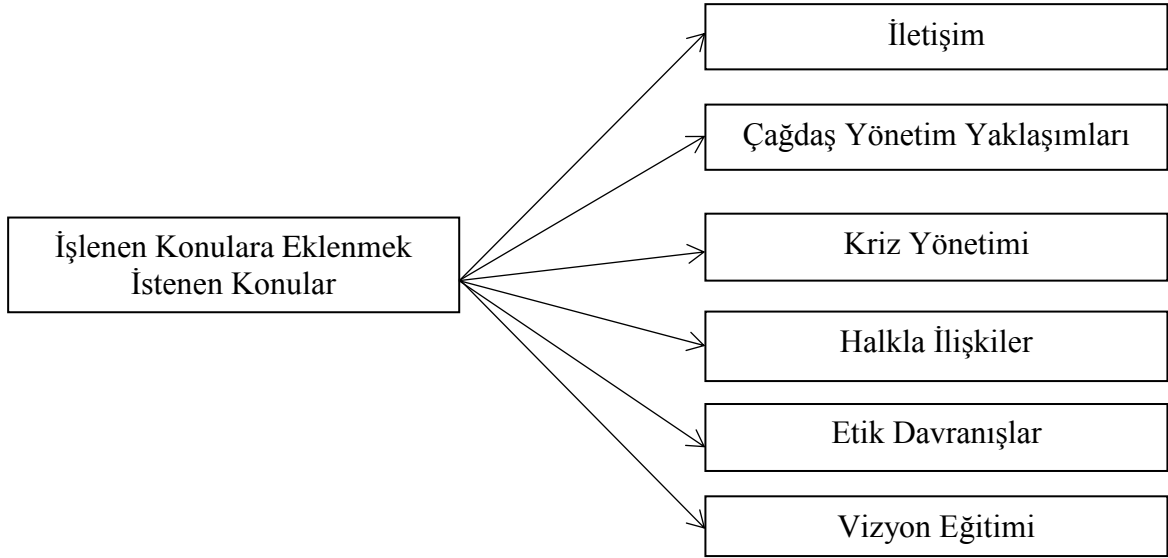 İletişim
Çağdaş Yönetim Yaklaşımları
İşlenen Konulara Eklenmek
İstenen Konular
Kriz Yönetimi
Halkla İlişkiler
Etik Davranışlar
Vizyon Eğitimi